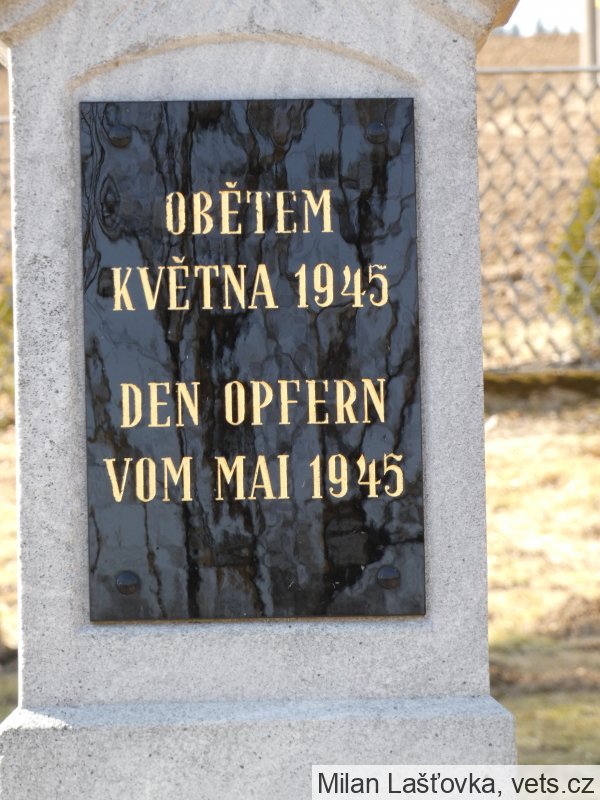 OBĚTEM
KVĚTNA 1945
DEN OPFERN
VOM MAI 1945
Milan Lašťovka, vets.cz